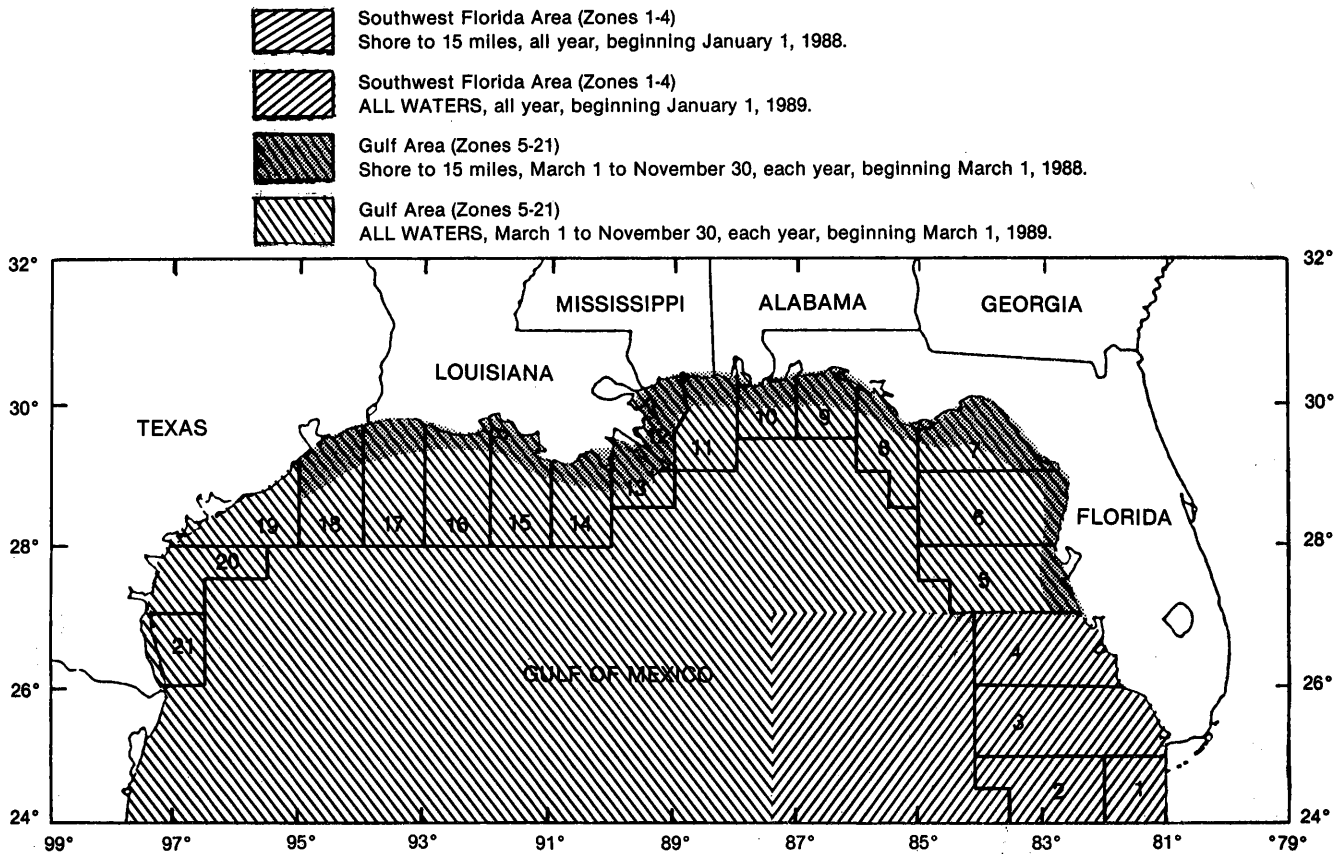 Southwest Florida Area (Zones 1-4)
Shore to 15 miles, all year, beginning January 1, 1988.
Southwest Florida Area (Zones 1-4)
ALL WATERS, all year, beginning January 1, 1989.
Gulf Area (Zones 5-21)
Shore to 15 miles, March 1 to November 30, each year, beginning March 1, 1988.
Gulf Area (Zones 5-21)
ALL WATERS, March 1 to November 30, each year, beginning March 1, 1989.
32° 32°
MISSISSIPPI ALABAMA GEORGIA
LOUISIANA
30° 30°
TEXAS
10 9
11 8 7
13
6 FLORIDA
19 18 17 16 15 14
28° 28°
20
5
21
4
GULF OF MEXICO
26° 26°
3
2 1
24° 24°
99° 97° 95° 93° 91° 89° 87° 85° 83° 81° °79°